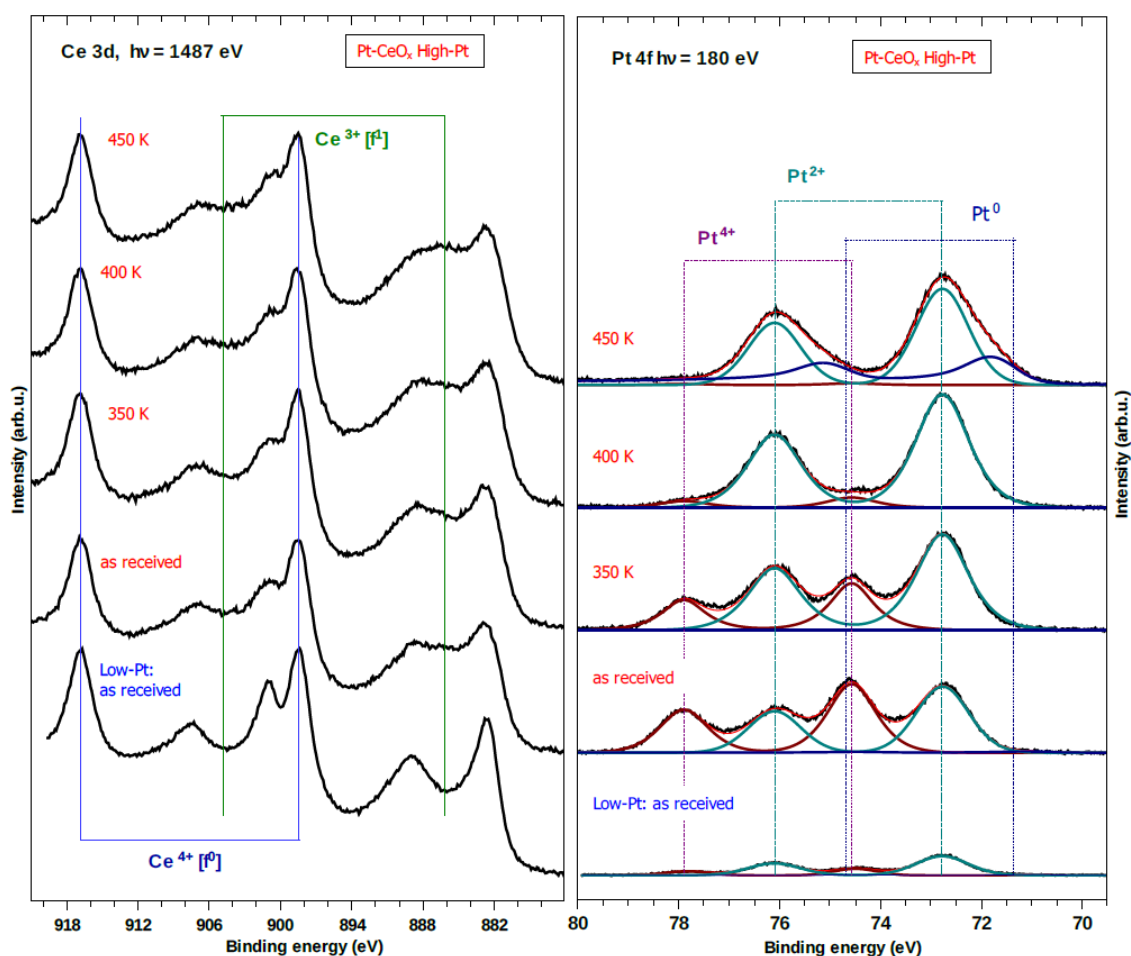 Ce 3d, hν = 1487 eV
Pt-CeOₓ High-Pt
450 K
Ce ³⁺ [f¹]
400 K
350 K
as received
Low-Pt:
as received
Ce ⁴⁺ [f⁰]
Intensity (arb.u.)
918 912 906 900 894 888 882
Binding energy (eV)
Pt 4f hν = 180 eV
Pt-CeOₓ High-Pt
Pt²⁺
Pt⁰
Pt⁴⁺
450 K
400 K
350 K
as received
Low-Pt: as received
Intensity (arb.u.)
80 78 76 74 72 70
Binding energy (eV)